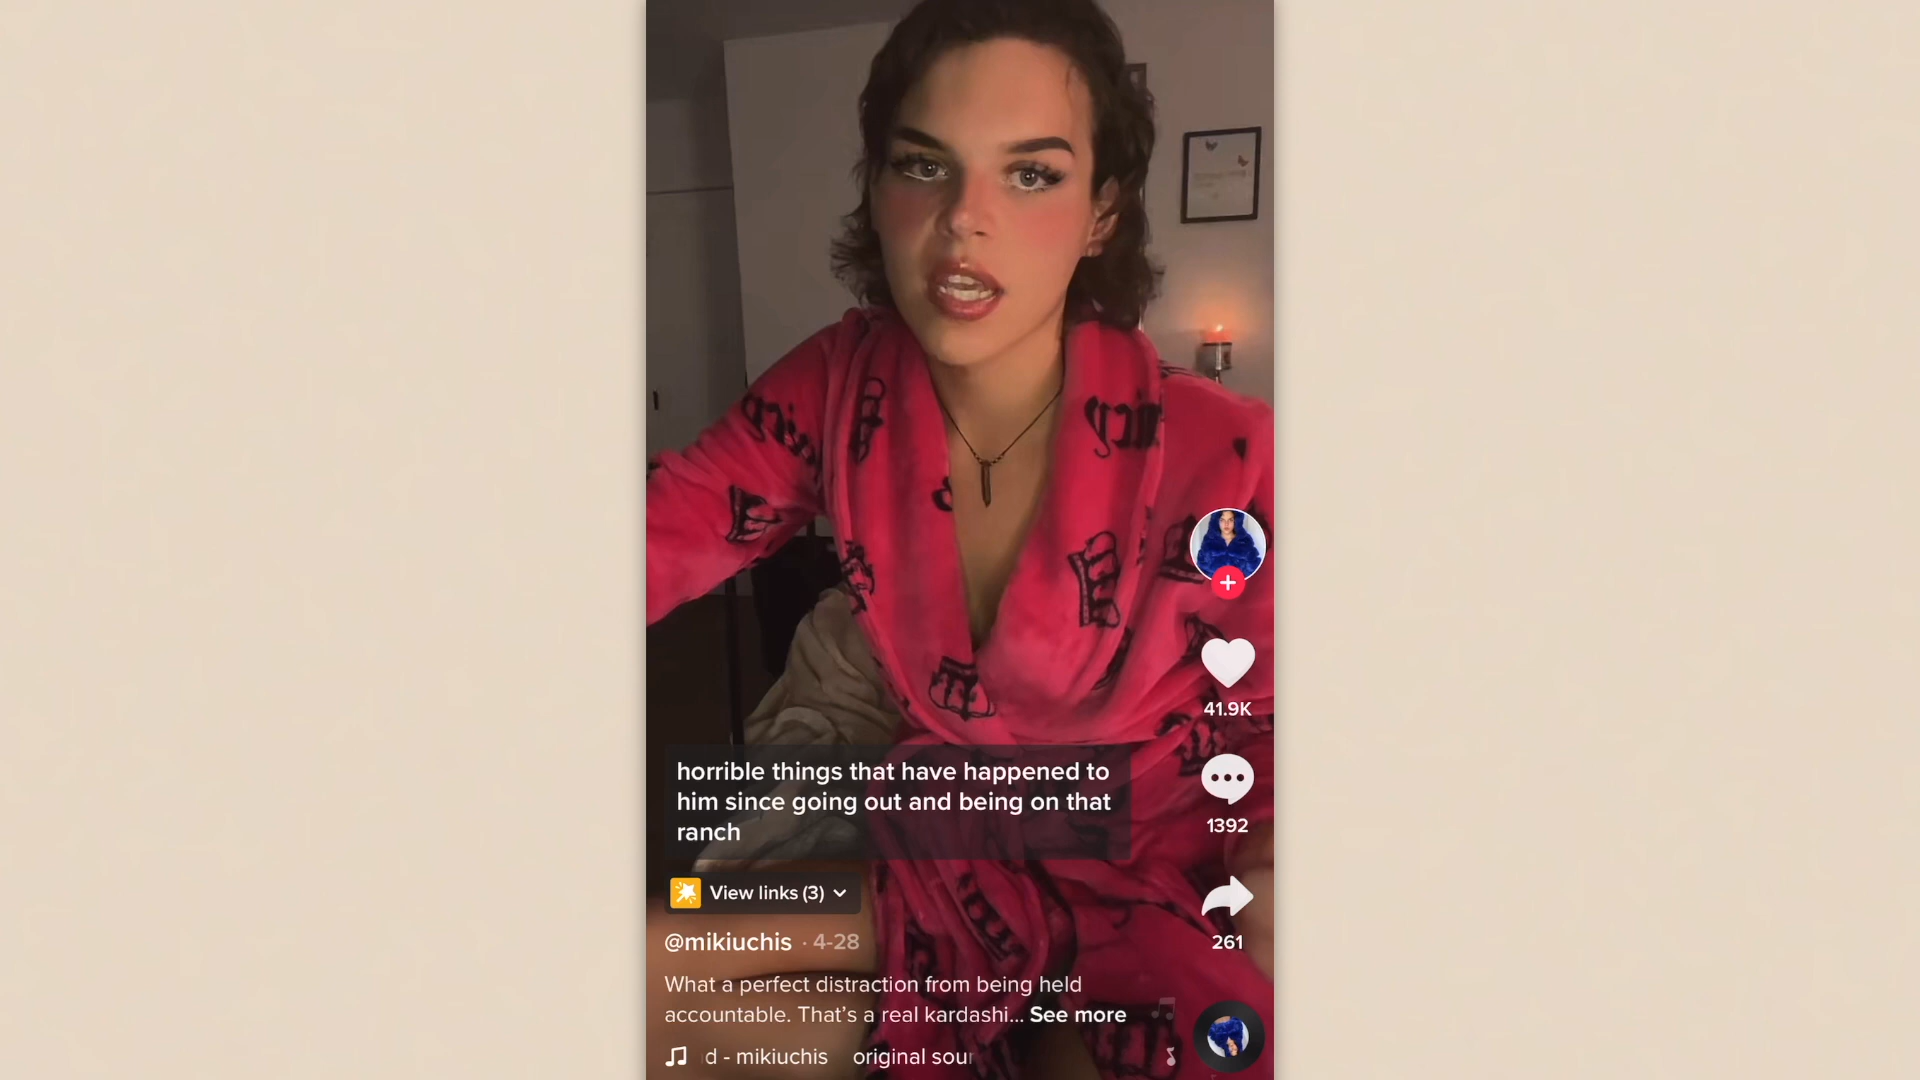 juicy
horrible things that have happened to
him since going out and being on that
ranch
View links (3)
@mikiuchis · 4-28
What a perfect distraction from being held
accountable. That’s a real kardashi... See more
d - mikiuchis original sour
41.9K
1392
261